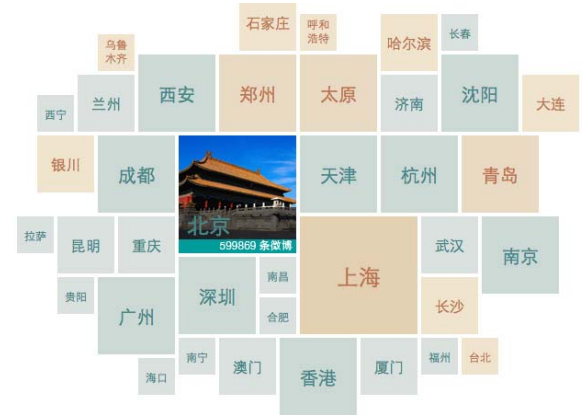 石家庄
呼和
浩特
哈尔滨
长春
乌鲁
木齐
西宁
兰州
西安
郑州
太原
济南
沈阳
大连
银川
成都
北京
599869 条微博
天津
杭州
青岛
拉萨
昆明
重庆
上海
武汉
南京
贵阳
广州
深圳
南昌
合肥
长沙
海口
南宁
澳门
香港
厦门
福州
台北